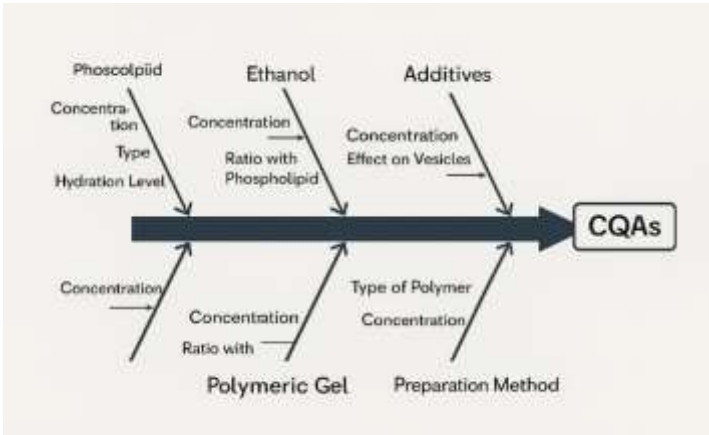 Phoscolpiid
Ethanol
Additives
Concentra-
tion
Type
Hydration Level
Concentration
Ratio with
Phospholipid
Concentration
Effect on Vesicles
CQAs
Concentration
Concentration
Ratio with
Type of Polymer
Concentration
Polymeric Gel
Preparation Method